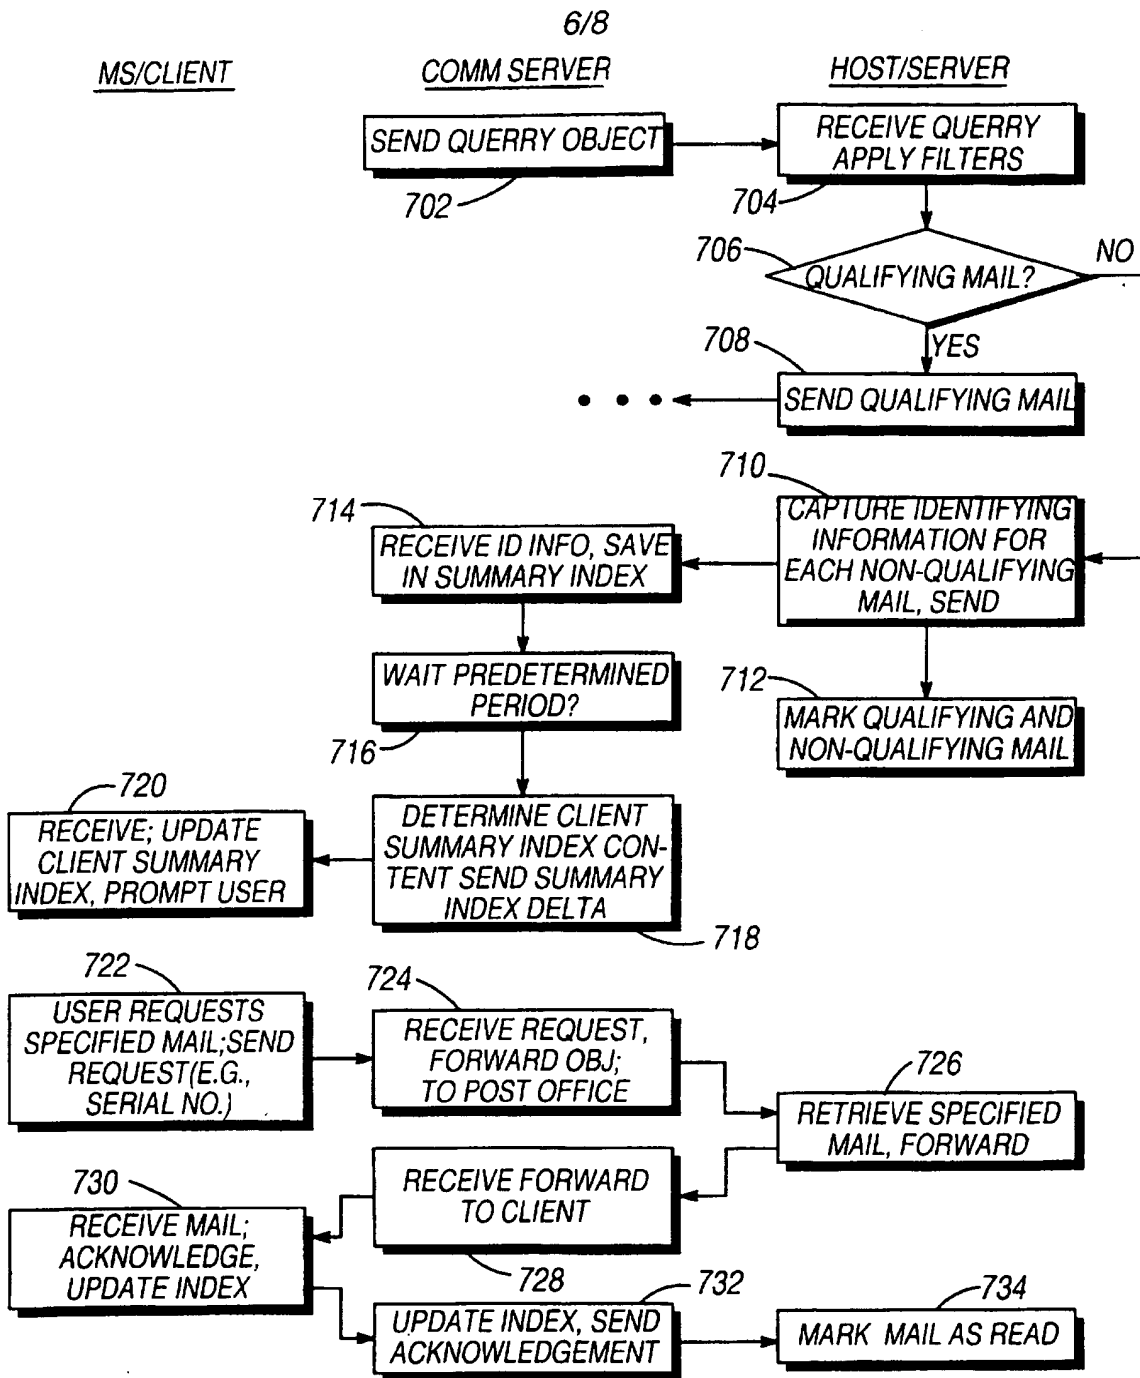 6/8
MS/CLIENT
COMM SERVER
HOST/SERVER
SEND QUERRY OBJECT
702
RECEIVE QUERRY
APPLY FILTERS
704
706
QUALIFYING MAIL?
NO
YES
708
SEND QUALIFYING MAIL
710
CAPTURE IDENTIFYING
INFORMATION FOR
EACH NON-QUALIFYING
MAIL, SEND
714
RECEIVE ID INFO, SAVE
IN SUMMARY INDEX
712
MARK QUALIFYING AND
NON-QUALIFYING MAIL
WAIT PREDETERMINED
PERIOD?
716
DETERMINE CLIENT
SUMMARY INDEX CON-
TENT SEND SUMMARY
INDEX DELTA
718
720
RECEIVE; UPDATE
CLIENT SUMMARY
INDEX, PROMPT USER
722
USER REQUESTS
SPECIFIED MAIL;SEND
REQUEST(E.G.,
SERIAL NO.)
724
RECEIVE REQUEST,
FORWARD OBJ;
TO POST OFFICE
726
RETRIEVE SPECIFIED
MAIL, FORWARD
RECEIVE FORWARD
TO CLIENT
728
730
RECEIVE MAIL;
ACKNOWLEDGE,
UPDATE INDEX
732
UPDATE INDEX, SEND
ACKNOWLEDGEMENT
734
MARK MAIL AS READ